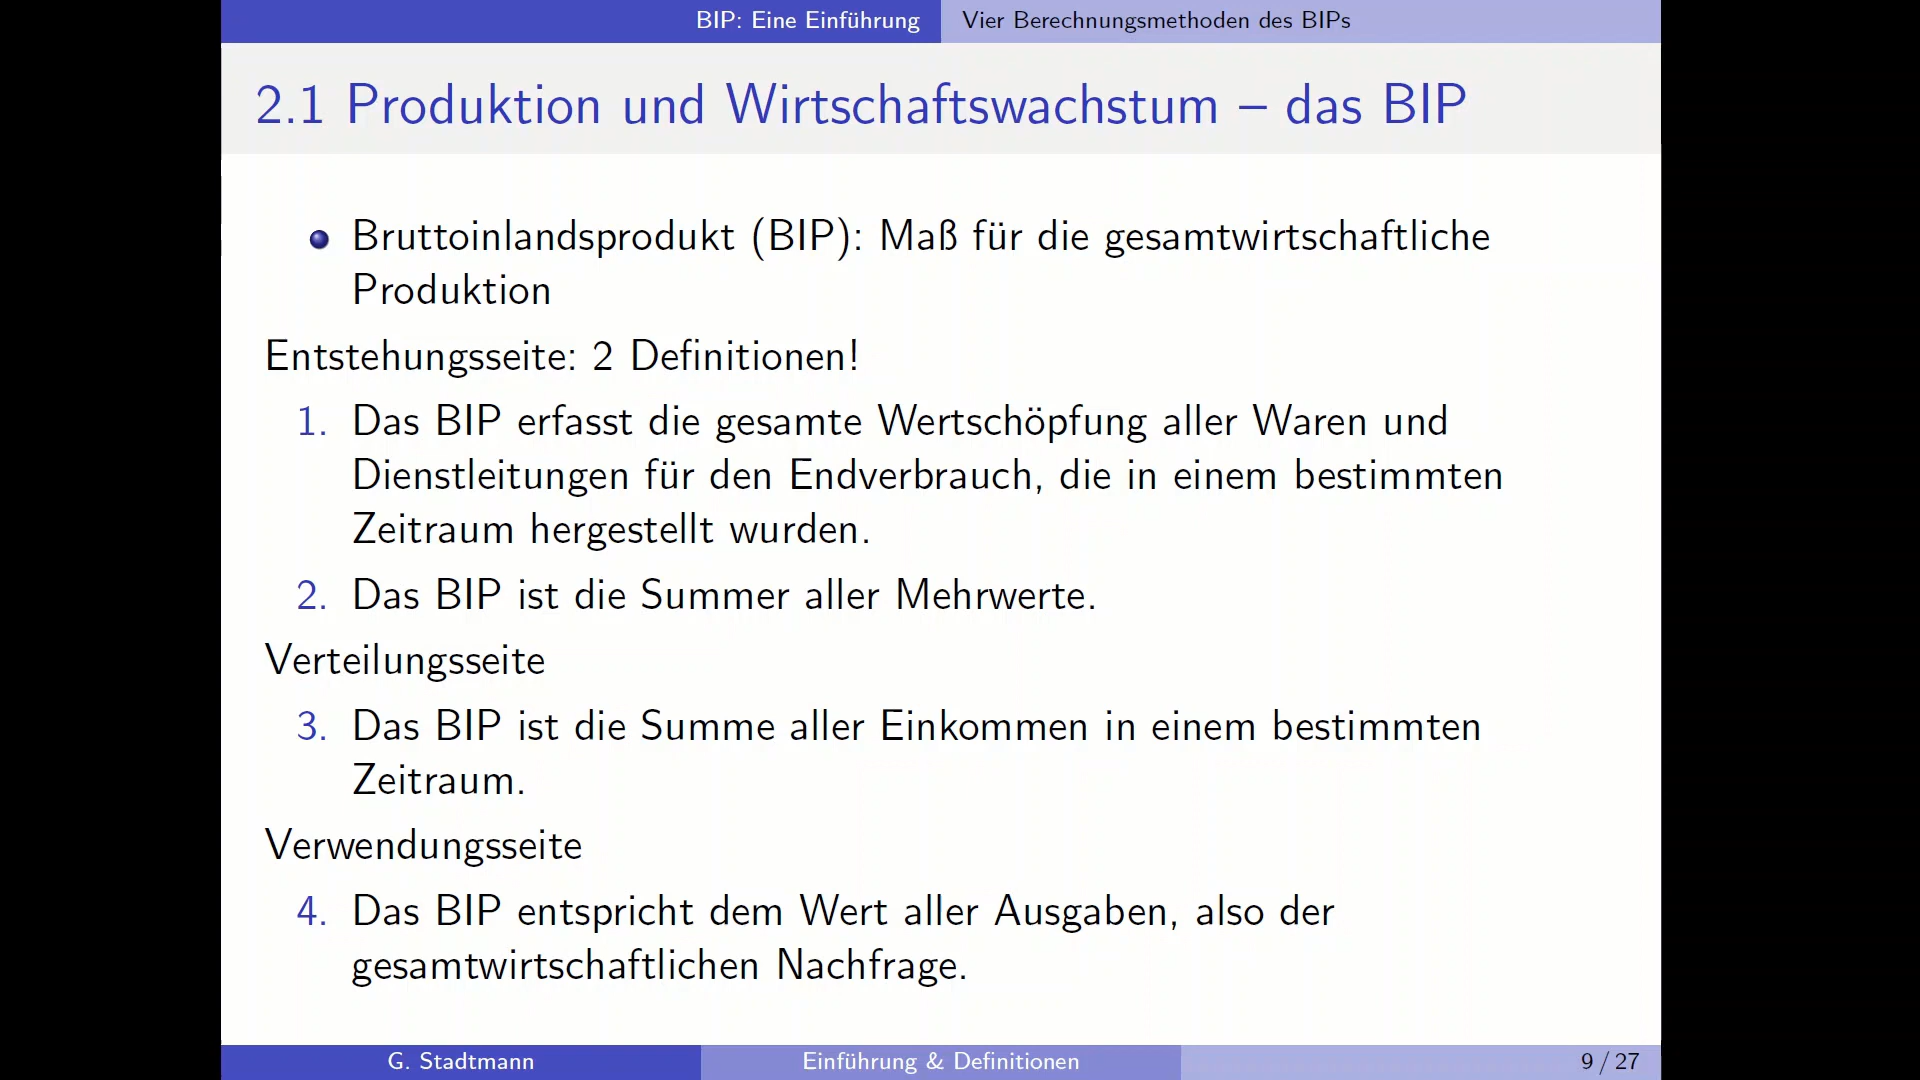 BIP: Eine Einführung
Vier Berechnungsmethoden des BIPs
2.1 Produktion und Wirtschaftswachstum – das BIP
Bruttoinlandsprodukt (BIP): Maß für die gesamtwirtschaftliche
Produktion
Entstehungsseite: 2 Definitionen!
1. Das BIP erfasst die gesamte Wertschöpfung aller Waren und
Dienstleitungen für den Endverbrauch, die in einem bestimmten
Zeitraum hergestellt wurden.
2. Das BIP ist die Summer aller Mehrwerte.
Verteilungsseite
3. Das BIP ist die Summe aller Einkommen in einem bestimmten
Zeitraum.
Verwendungsseite
4. Das BIP entspricht dem Wert aller Ausgaben, also der
gesamtwirtschaftlichen Nachfrage.
G. Stadtmann
Einführung & Definitionen
9 / 27